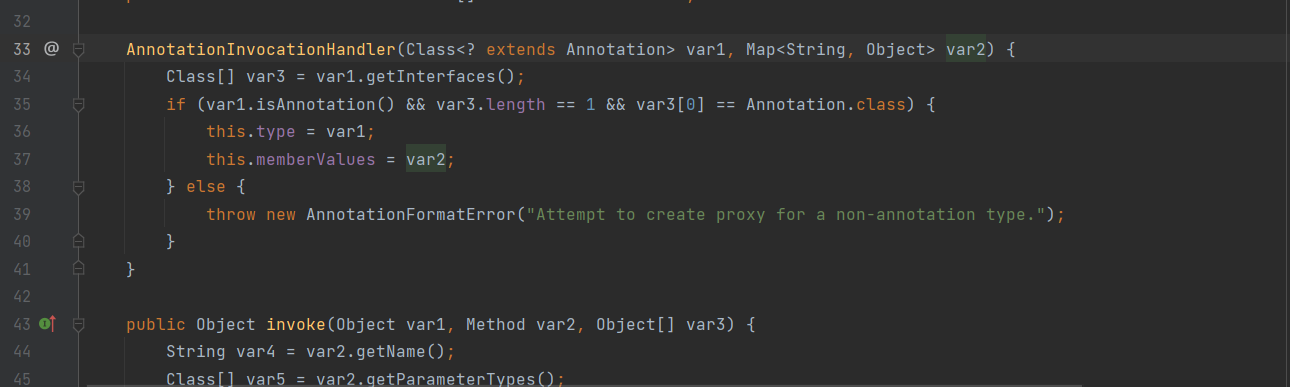 32
33 @ AnnotationInvocationHandler(Class<? extends Annotation> var1, Map<String, Object> var2) {
34 Class[] var3 = var1.getInterfaces();
35 if (var1.isAnnotation() && var3.length == 1 && var3[0] == Annotation.class) {
36 this.type = var1;
37 this.memberValues = var2;
38 } else {
39 throw new AnnotationFormatError("Attempt to create proxy for a non-annotation type.");
40 }
41 }
42
43 public Object invoke(Object var1, Method var2, Object[] var3) {
44 String var4 = var2.getName();
45 Class[] var5 = var2.getParameterTypes();